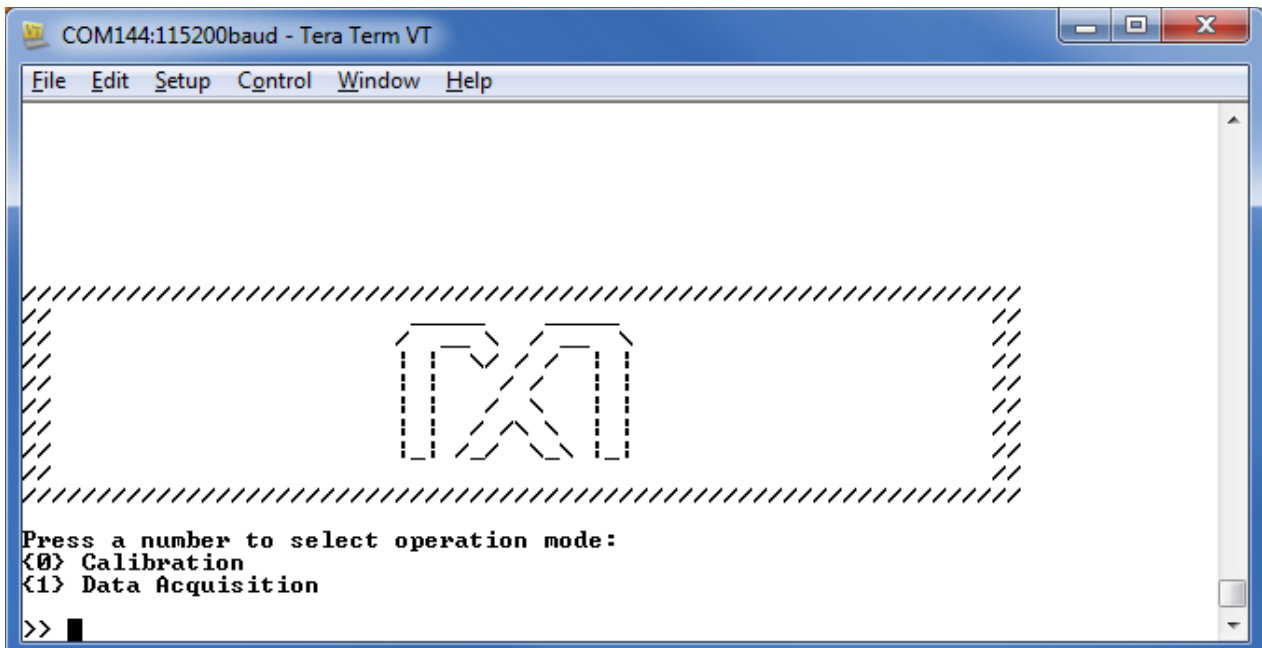 COM144:115200baud - Tera Term VT
File Edit Setup Control Window Help
Press a number to select operation mode:
{0} Calibration
{1} Data Acquisition
>>